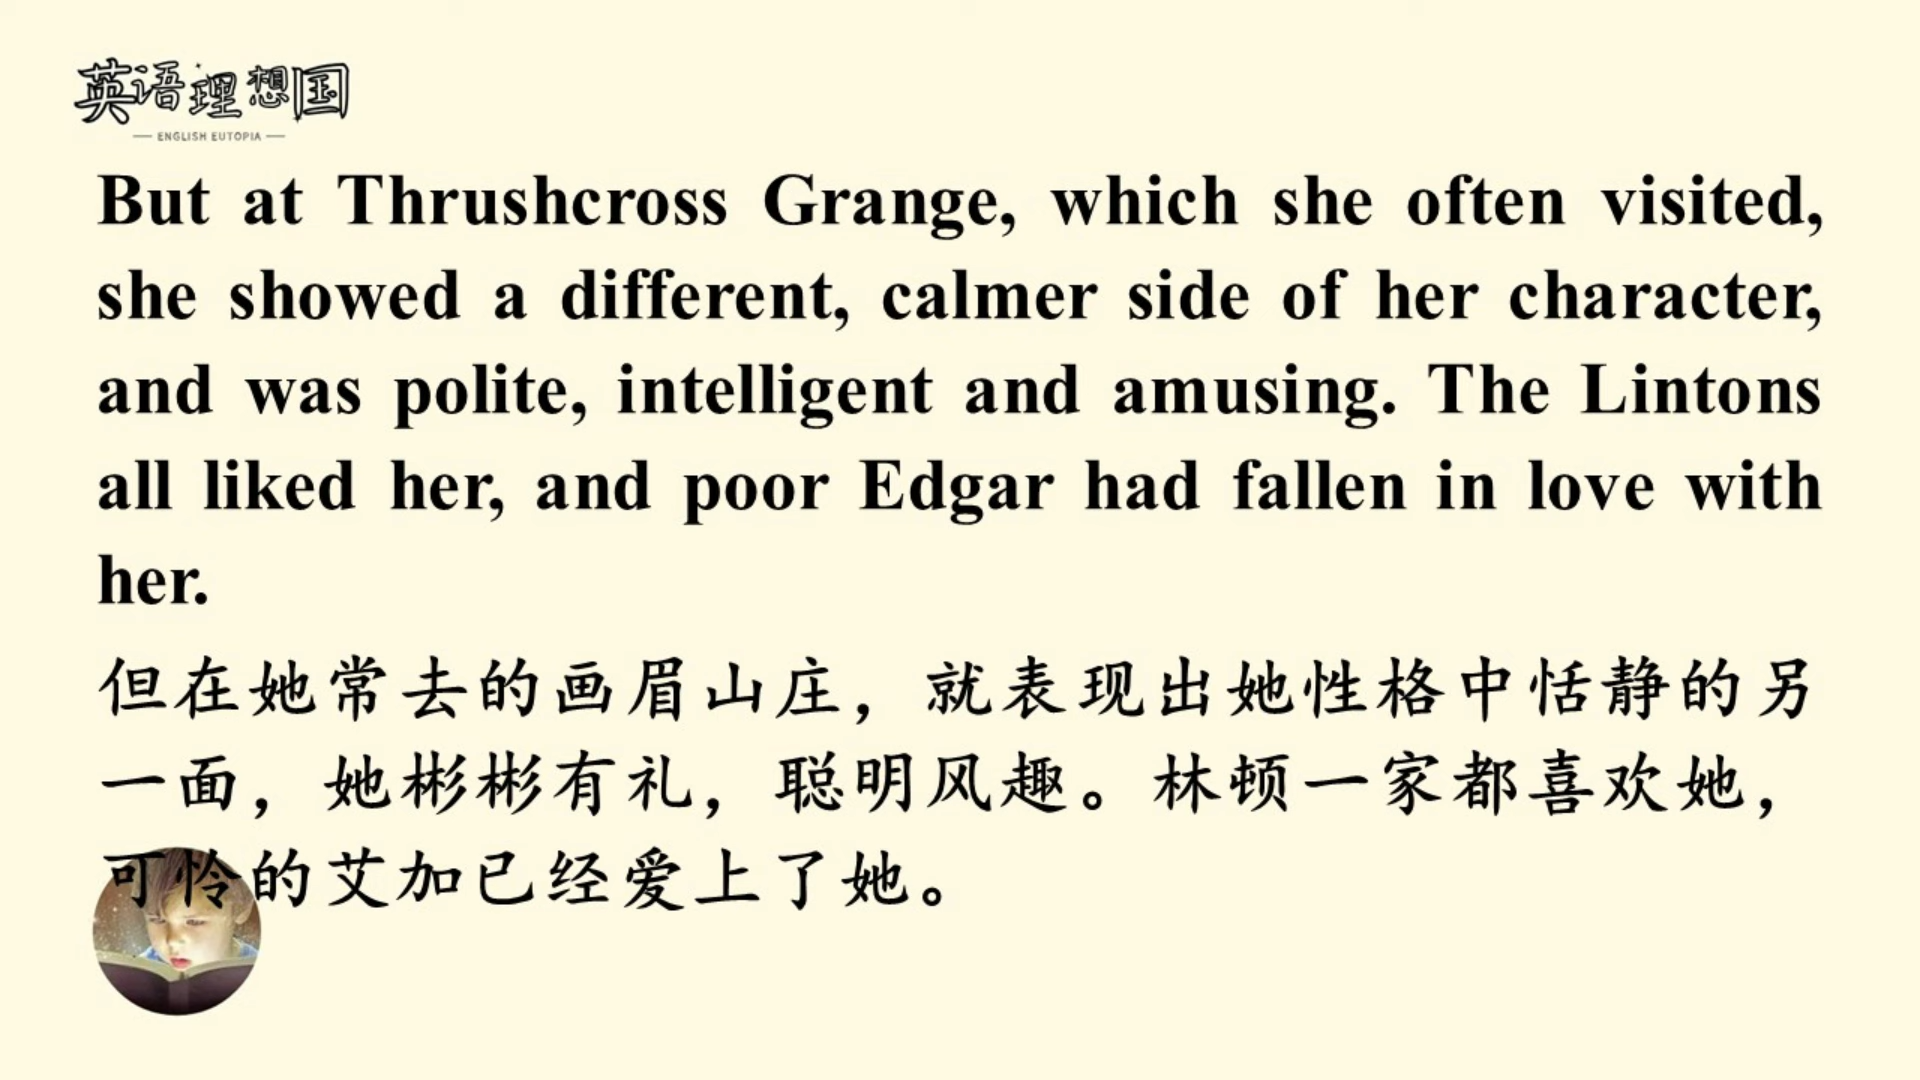 英语理想国
ENGLISH EUTOPIA
But at Thrushcross Grange, which she often visited,
she showed a different, calmer side of her character,
and was polite, intelligent and amusing. The Lintons
all liked her, and poor Edgar had fallen in love with
her.
但在她常去的画眉山庄，就表现出她性格中恬静的另
一面，她彬彬有礼，聪明风趣。林顿一家都喜欢她，
可怜的艾加已经爱上了她。